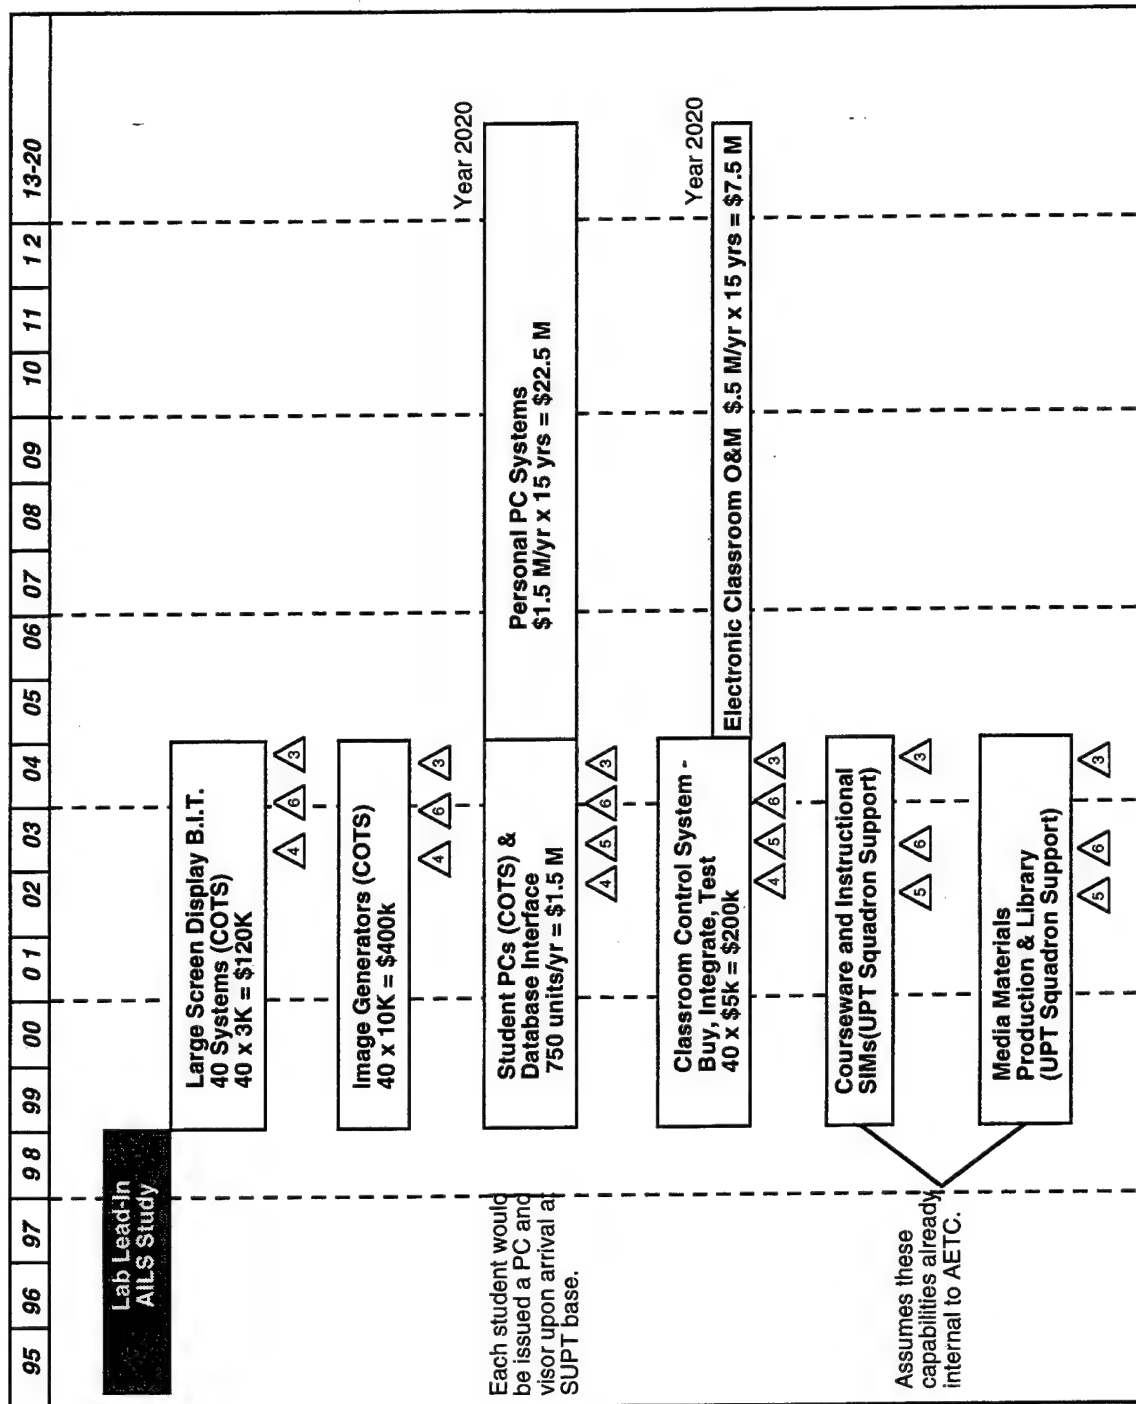 95 96 97 98 99 00 01 02 03 04 05 06 07 08 09 10 11 12 13-20
Lab Lead-In
AILS Study
Large Screen Display B.I.T.
40 Systems (COTS)
40 x 3K = $120K
4 6 3
Image Generators (COTS)
40 x 10K = $400k
4 6 3
Each student would
be issued a PC and
visor upon arrival at
SUPT base.
Student PCs (COTS) &
Database Interface
750 units/yr = $1.5 M
4 5 6 3
Personal PC Systems
$1.5 M/yr x 15 yrs = $22.5 M
Year 2020
Classroom Control System -
Buy, Integrate, Test
40 x $5k = $200k
4 5 6 3
Electronic Classroom O&M $.5 M/yr x 15 yrs = $7.5 M
Year 2020
Assumes these
capabilities already
internal to AETC.
Courseware and Instructional
SIMs(UPT Squadron Support)
5 6 3
Media Materials
Production & Library
(UPT Squadron Support)
5 6 3